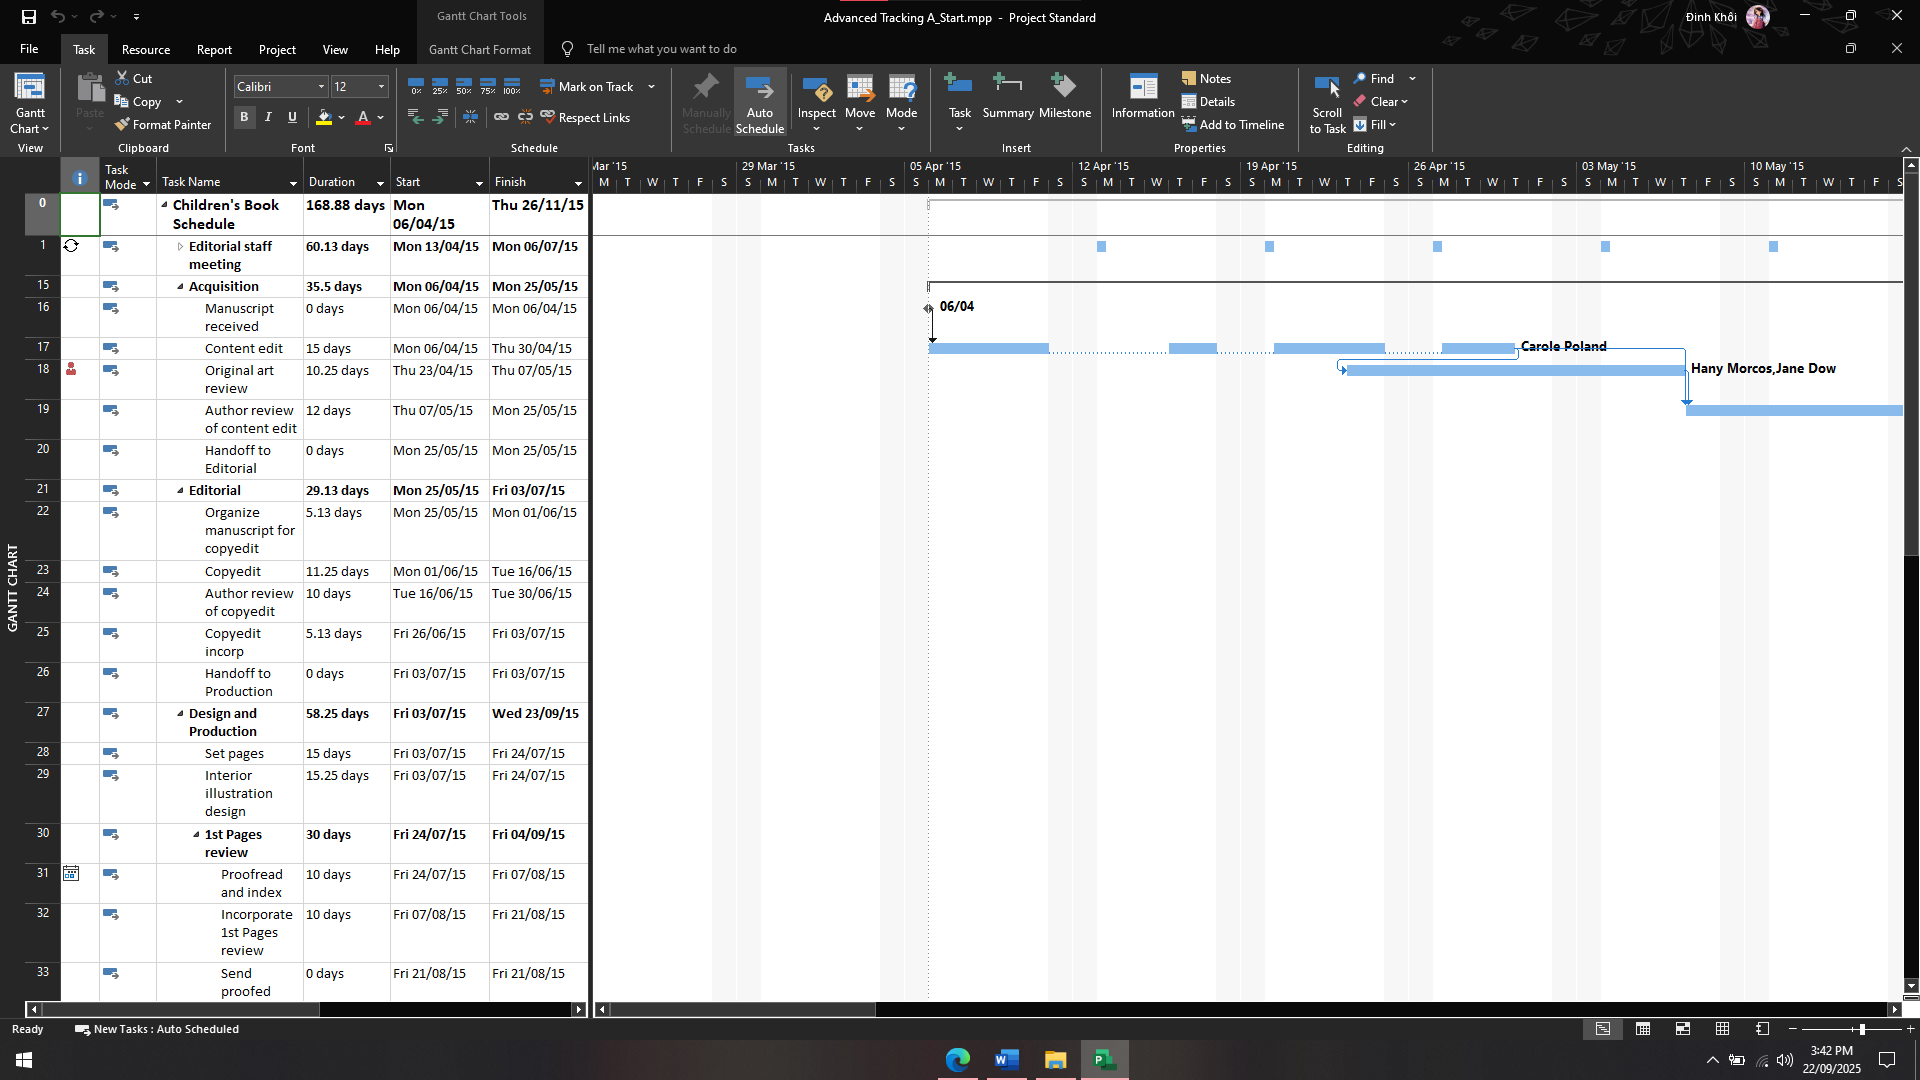 Gantt Chart Tools
Advanced Tracking A_Start.mpp - Project Standard
Đinh Khôi
File Task Resource Report Project View Help Gantt Chart Format Tell me what you want to do
Gantt Chart
View
Paste
Cut
Copy
Format Painter
Clipboard
Calibri 12
B I U A
Font
0% 25% 50% 75% 100%
Mark on Track
Respect Links
Schedule
Manually Schedule
Auto Schedule
Inspect
Move
Mode
Tasks
Task
Summary
Milestone
Insert
Information
Notes
Details
Add to Timeline
Properties
Scroll to Task
Find
Clear
Fill
Editing
Task Mode Task Name Duration Start Finish
Mar '15 29 Mar '15 05 Apr '15 12 Apr '15 19 Apr '15 26 Apr '15 03 May '15 10 May '15
M T W T F S S M T W T F S S M T W T F S S M T W T F S S M T W T F S S M T W T F S S M T W T F S S M T W T F S
0 Children's Book Schedule 168.88 days Mon 06/04/15 Thu 26/11/15
1 Editorial staff meeting 60.13 days Mon 13/04/15 Mon 06/07/15
15 Acquisition 35.5 days Mon 06/04/15 Mon 25/05/15
16 Manuscript received 0 days Mon 06/04/15 Mon 06/04/15
06/04
17 Content edit 15 days Mon 06/04/15 Thu 30/04/15
Carole Poland
18 Original art review 10.25 days Thu 23/04/15 Thu 07/05/15
Hany Morcos,Jane Dow
19 Author review of content edit 12 days Thu 07/05/15 Mon 25/05/15
20 Handoff to Editorial 0 days Mon 25/05/15 Mon 25/05/15
21 Editorial 29.13 days Mon 25/05/15 Fri 03/07/15
22 Organize manuscript for copyedit 5.13 days Mon 25/05/15 Mon 01/06/15
23 Copyedit 11.25 days Mon 01/06/15 Tue 16/06/15
24 Author review of copyedit 10 days Tue 16/06/15 Tue 30/06/15
25 Copyedit incorp 5.13 days Fri 26/06/15 Fri 03/07/15
26 Handoff to Production 0 days Fri 03/07/15 Fri 03/07/15
27 Design and Production 58.25 days Fri 03/07/15 Wed 23/09/15
28 Set pages 15 days Fri 03/07/15 Fri 24/07/15
29 Interior illustration design 15.25 days Fri 03/07/15 Fri 24/07/15
30 1st Pages review 30 days Fri 24/07/15 Fri 04/09/15
31 Proofread and index 10 days Fri 24/07/15 Fri 07/08/15
32 Incorporate 1st Pages review 10 days Fri 07/08/15 Fri 21/08/15
33 Send proofed 0 days Fri 21/08/15 Fri 21/08/15
GANTT CHART
Ready New Tasks : Auto Scheduled
3:42 PM
22/09/2025